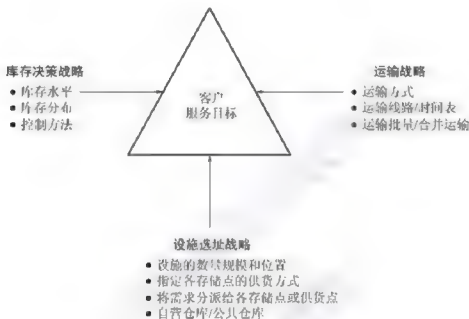 客户
服务目标
库存决策战略
• 库存水平
• 库存分布
• 控制方法
运输战略
• 运输方式
• 运输线路/时间表
• 运输批量/合并运输
设施选址战略
• 设施的数量规模和位置
• 指定各存储点的供货方式
• 将需求分派给各存储点或供货点
• 自营仓库/公共仓库